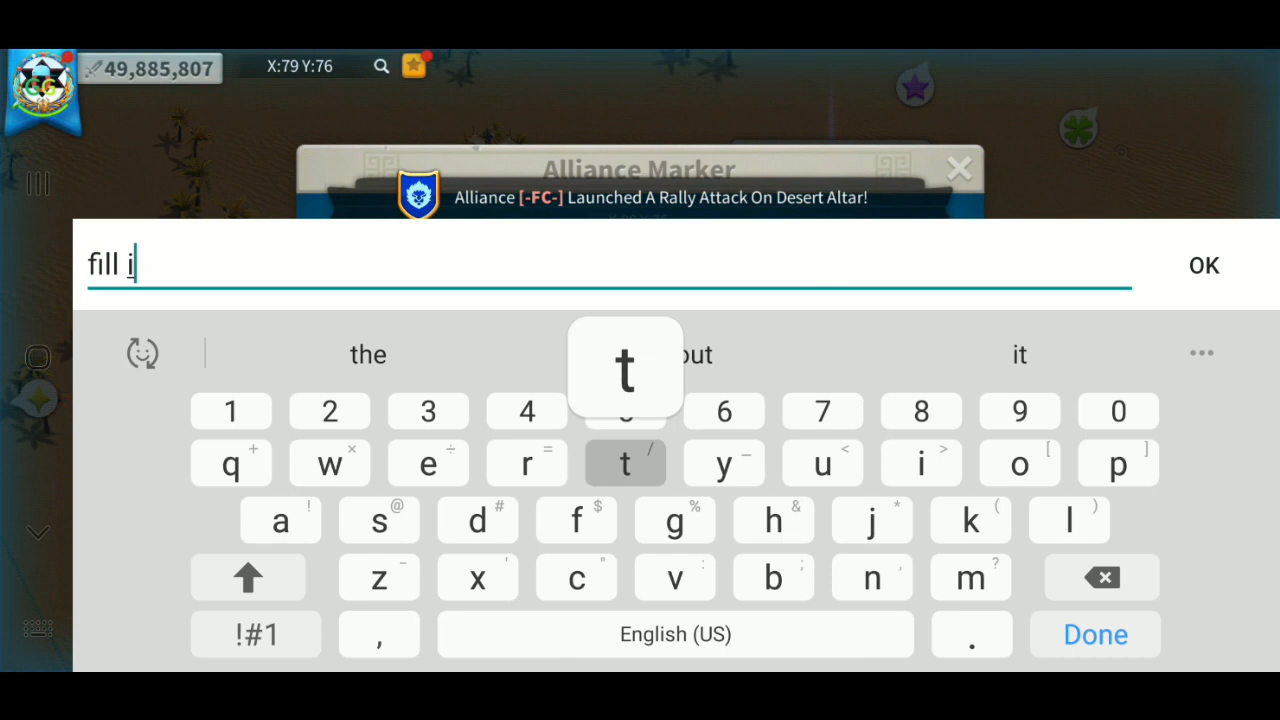 49,885,807
X:79 Y:76
GG
Alliance Marker
Alliance [-FC-] Launched A Rally Attack On Desert Altar!
fill i
OK
the
out
it
1 2 3 4 6 7 8 9 0
t
q + w × e ÷ r = t / y _ u < i > o [ p ]
a ! s @ d # f $ g % h & j * k ( l )
z - x ' c " v : b ; n , m ?
!#1 , English (US) . Done